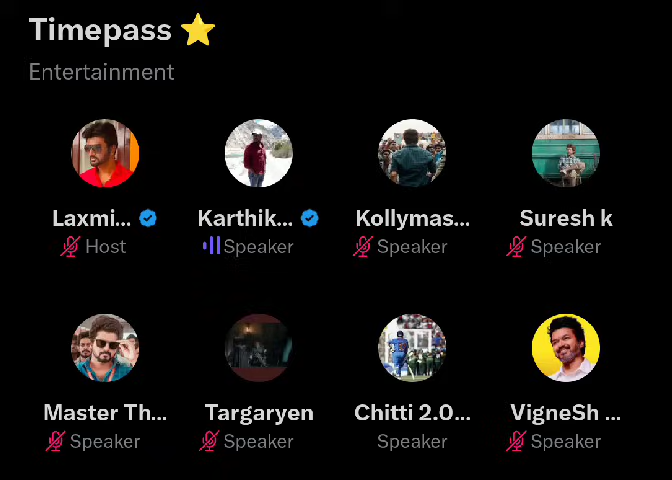 Timepass ⭐
Entertainment
Laxmi... Karthik... Kollymas... Suresh k
Host Speaker Speaker Speaker
Master Th... Targaryen Chitti 2.0... VigneSh ...
Speaker Speaker Speaker Speaker